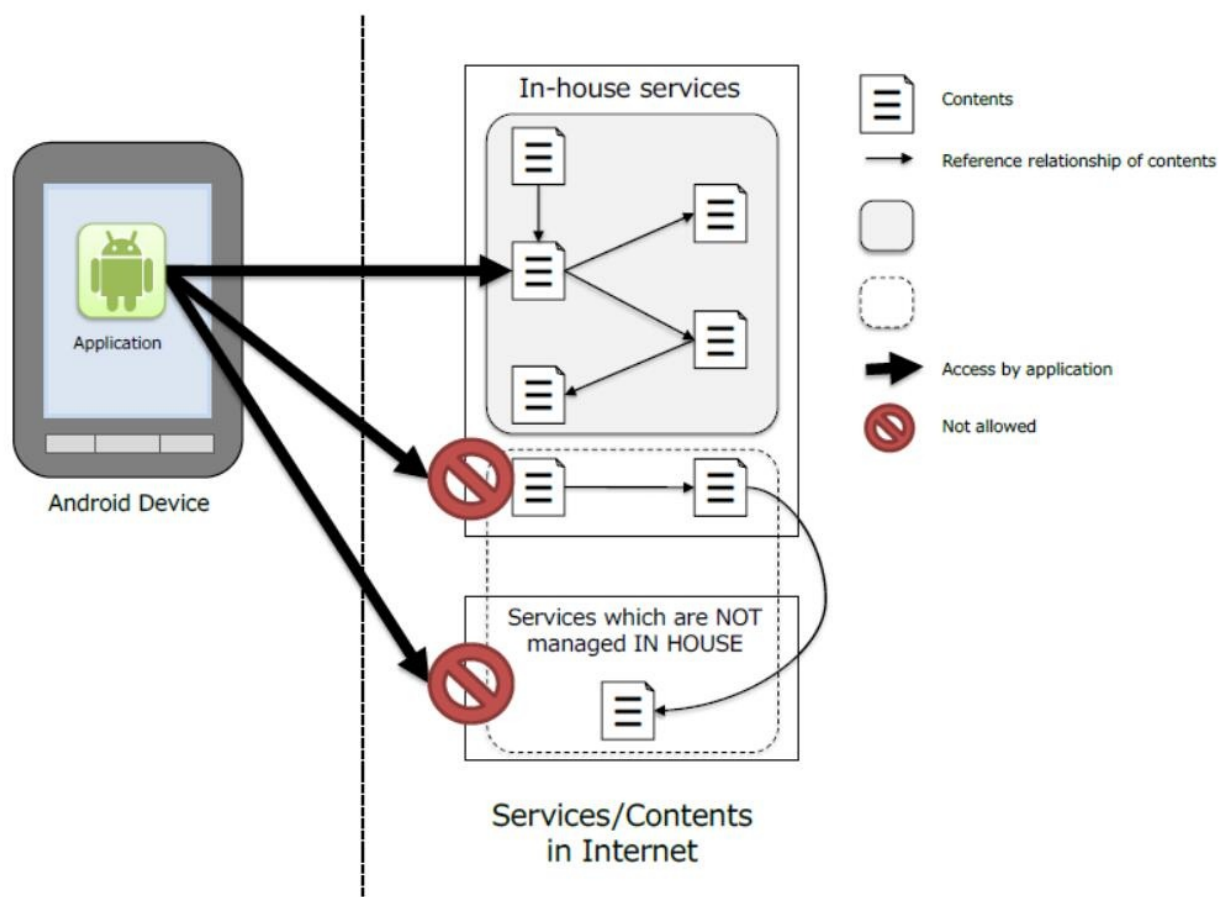 In-house services
Contents
Reference relationship of contents
Application
Access by application
Not allowed
Android Device
Services which are NOT
managed IN HOUSE
Services/Contents
in Internet